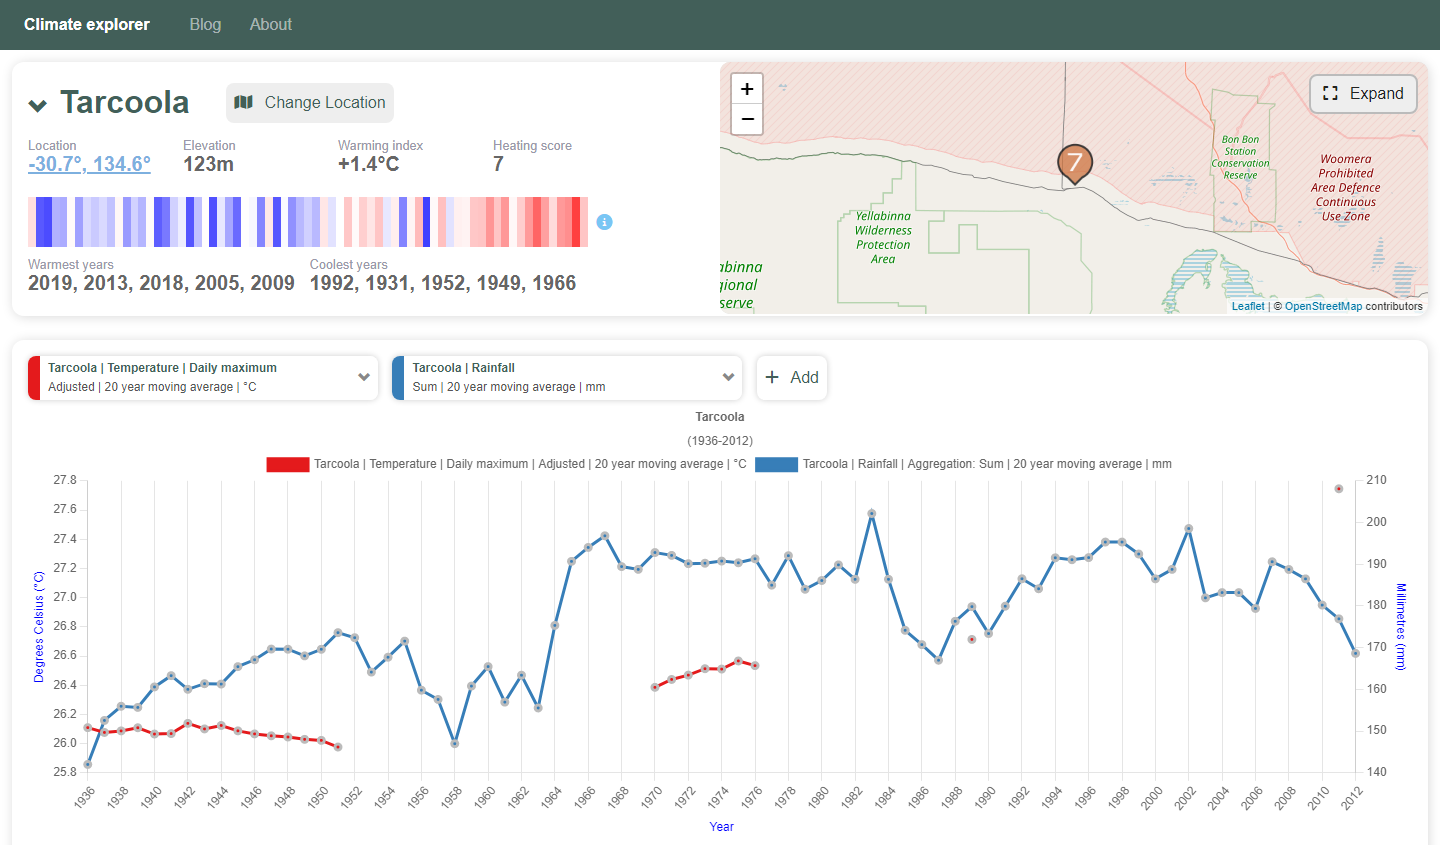 Climate explorer Blog About
Tarcoola
Change Location
Location Elevation Warming index Heating score
-30.7°, 134.6° 123m +1.4°C 7
i
Warmest years Coolest years
2019, 2013, 2018, 2005, 2009 1992, 1931, 1952, 1949, 1966
+
−
Expand
7
Bon Bon
Station
Conservation
Reserve
Woomera
Prohibited
Area Defence
Continuous
Use Zone
Yellabinna
Wilderness
Protection
Area
abinna
gional
serve
Leaflet | © OpenStreetMap contributors
Tarcoola | Temperature | Daily maximum
Adjusted | 20 year moving average | °C
Tarcoola | Rainfall
Sum | 20 year moving average | mm
+ Add
Tarcoola
(1936-2012)
Tarcoola | Temperature | Daily maximum | Adjusted | 20 year moving average | °C
Tarcoola | Rainfall | Aggregation: Sum | 20 year moving average | mm
Degrees Celsius (°C)
27.8
27.6
27.4
27.2
27.0
26.8
26.6
26.4
26.2
26.0
25.8
210
200
190
180
170
160
150
140
Millimetres (mm)
1936 1938 1940 1942 1944 1946 1948 1950 1952 1954 1956 1958 1960 1962 1964 1966 1968 1970 1972 1974 1976 1978 1980 1982 1984 1986 1988 1990 1992 1994 1996 1998 2000 2002 2004 2006 2008 2010 2012
Year